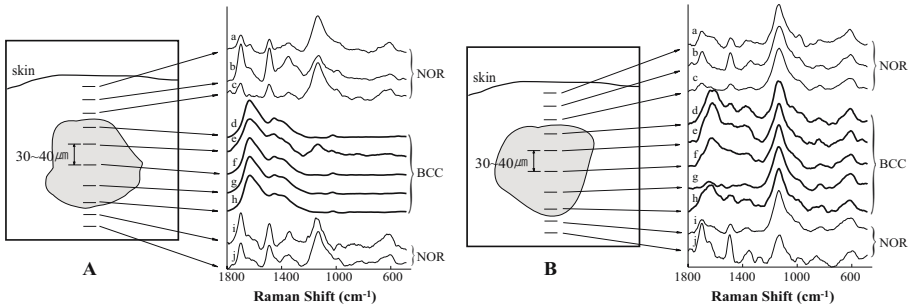 skin
30~40㎛
A
a
b
c
d
e
f
g
h
i
j
NOR
BCC
NOR
1800 1400 1000 600
Raman Shift (cm-1)
skin
30~40㎛
B
a
b
c
d
e
f
g
h
i
j
NOR
BCC
NOR
1800 1400 1000 600
Raman Shift (cm-1)